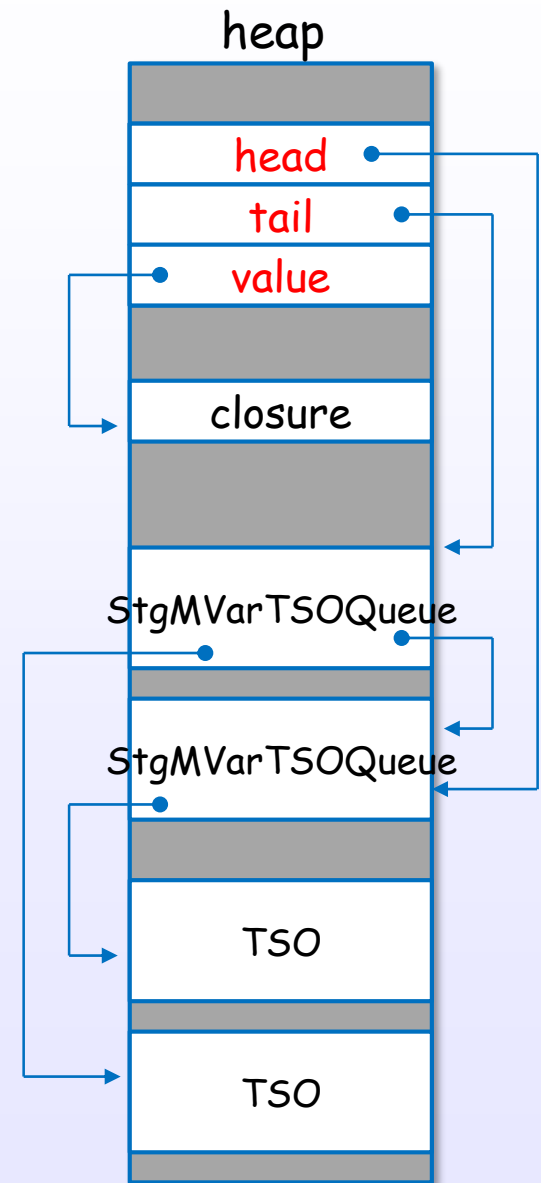 heap
head
tail
value
closure
StgMVarTSOQueue
StgMVarTSOQueue
TSO
TSO